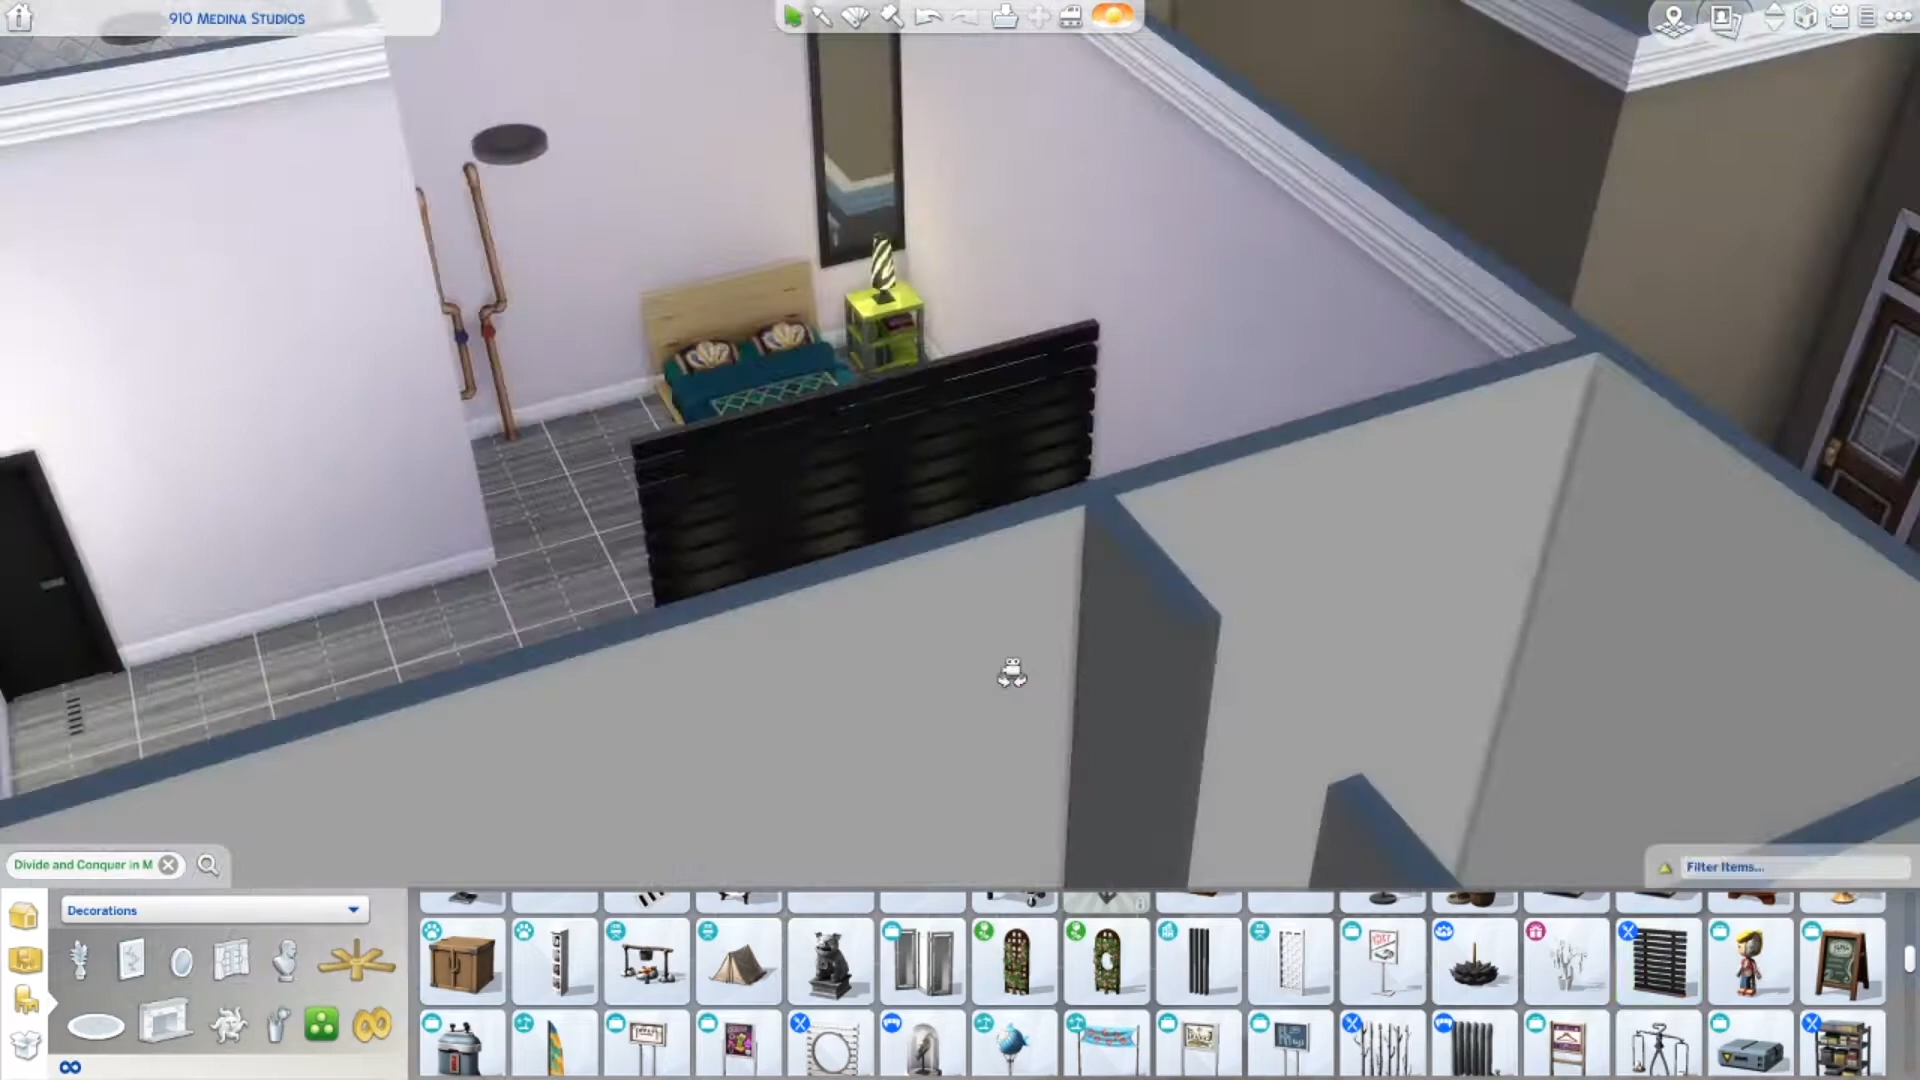 910 Medina Studios
Divide and Conquer in M
Filter Items...
Decorations